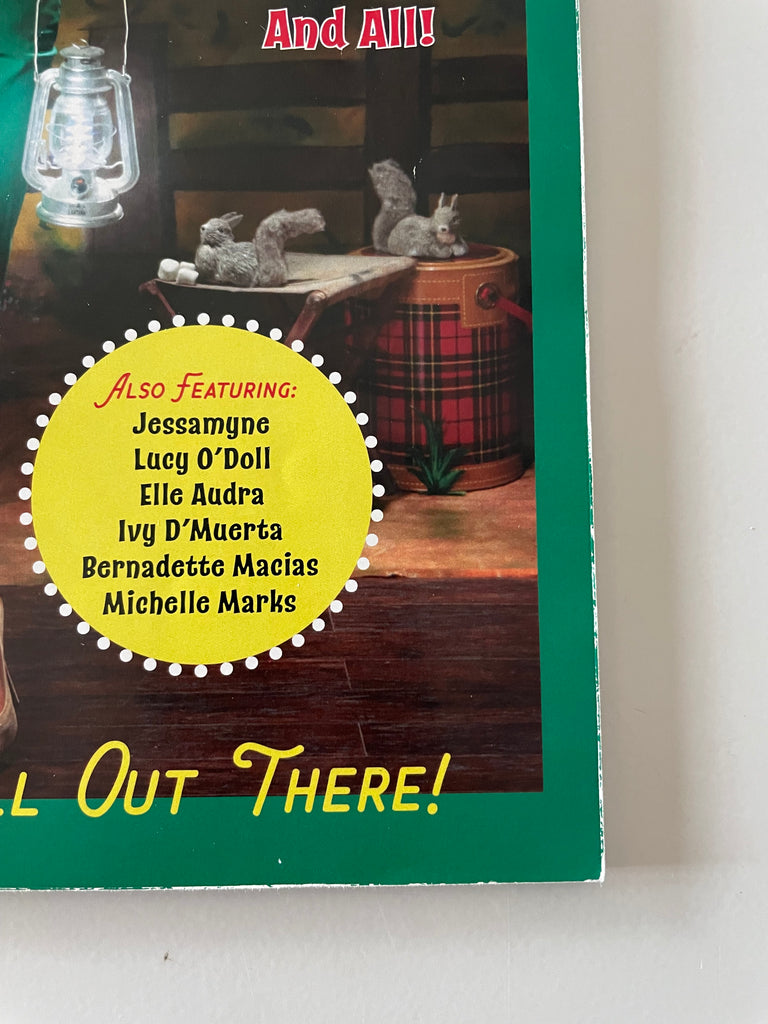 And All!
Also Featuring:
Jessamyne
Lucy O'Doll
Elle Audra
Ivy D'Muerta
Bernadette Macias
Michelle Marks
Out There!